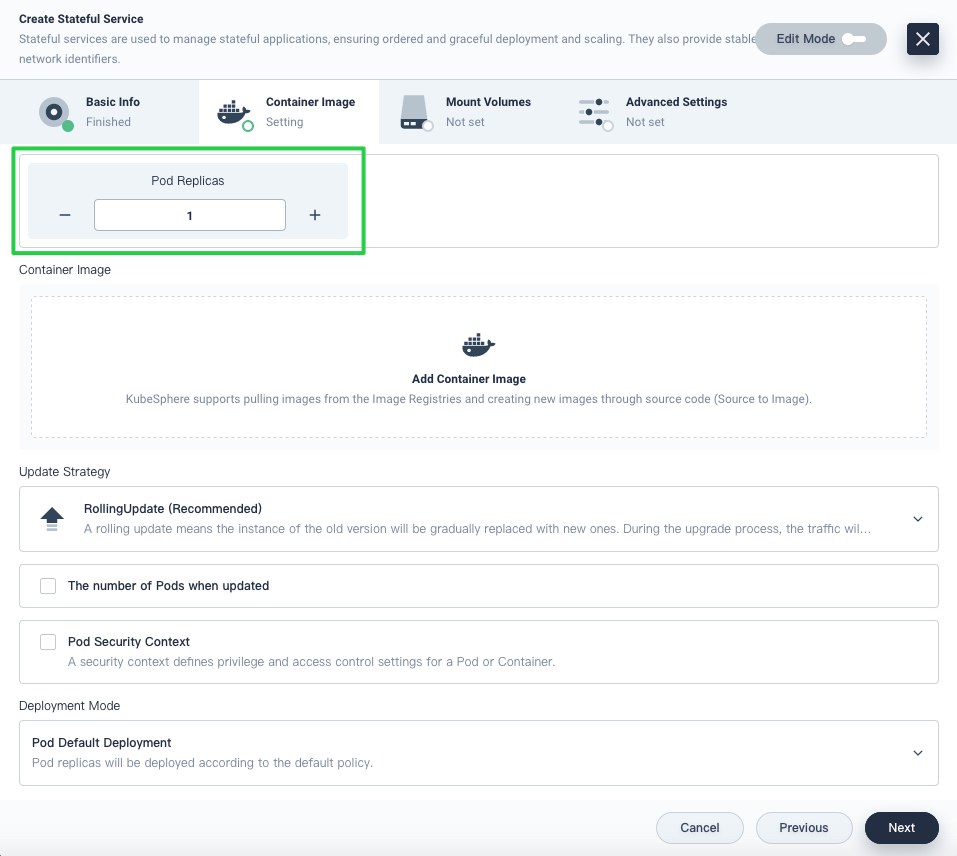 Create Stateful Service
Stateful services are used to manage stateful applications, ensuring ordered and graceful deployment and scaling. They also provide stable
network identifiers.
Edit Mode
Basic Info
Finished
Container Image
Setting
Mount Volumes
Not set
Advanced Settings
Not set
Pod Replicas
1
Container Image
Add Container Image
KubeSphere supports pulling images from the Image Registries and creating new images through source code (Source to Image).
Update Strategy
RollingUpdate (Recommended)
A rolling update means the instance of the old version will be gradually replaced with new ones. During the upgrade process, the traffic wil...
The number of Pods when updated
Pod Security Context
A security context defines privilege and access control settings for a Pod or Container.
Deployment Mode
Pod Default Deployment
Pod replicas will be deployed according to the default policy.
Cancel
Previous
Next